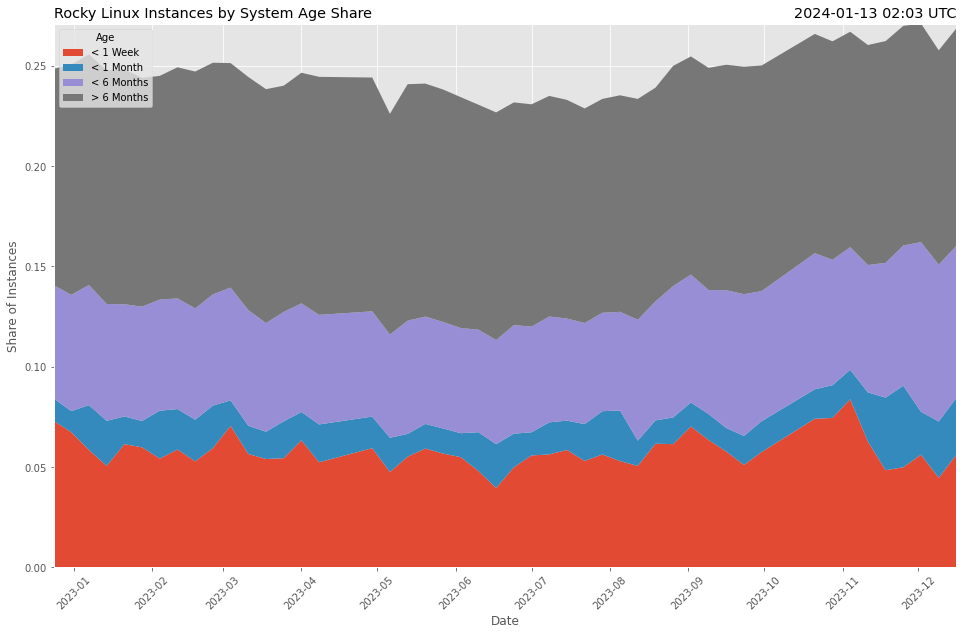 Rocky Linux Instances by System Age Share
2024-01-13 02:03 UTC
Age
< 1 Week
< 1 Month
< 6 Months
> 6 Months
0.25
0.20
0.15
0.10
0.05
0.00
Share of Instances
2023-01
2023-02
2023-03
2023-04
2023-05
2023-06
2023-07
2023-08
2023-09
2023-10
2023-11
2023-12
Date